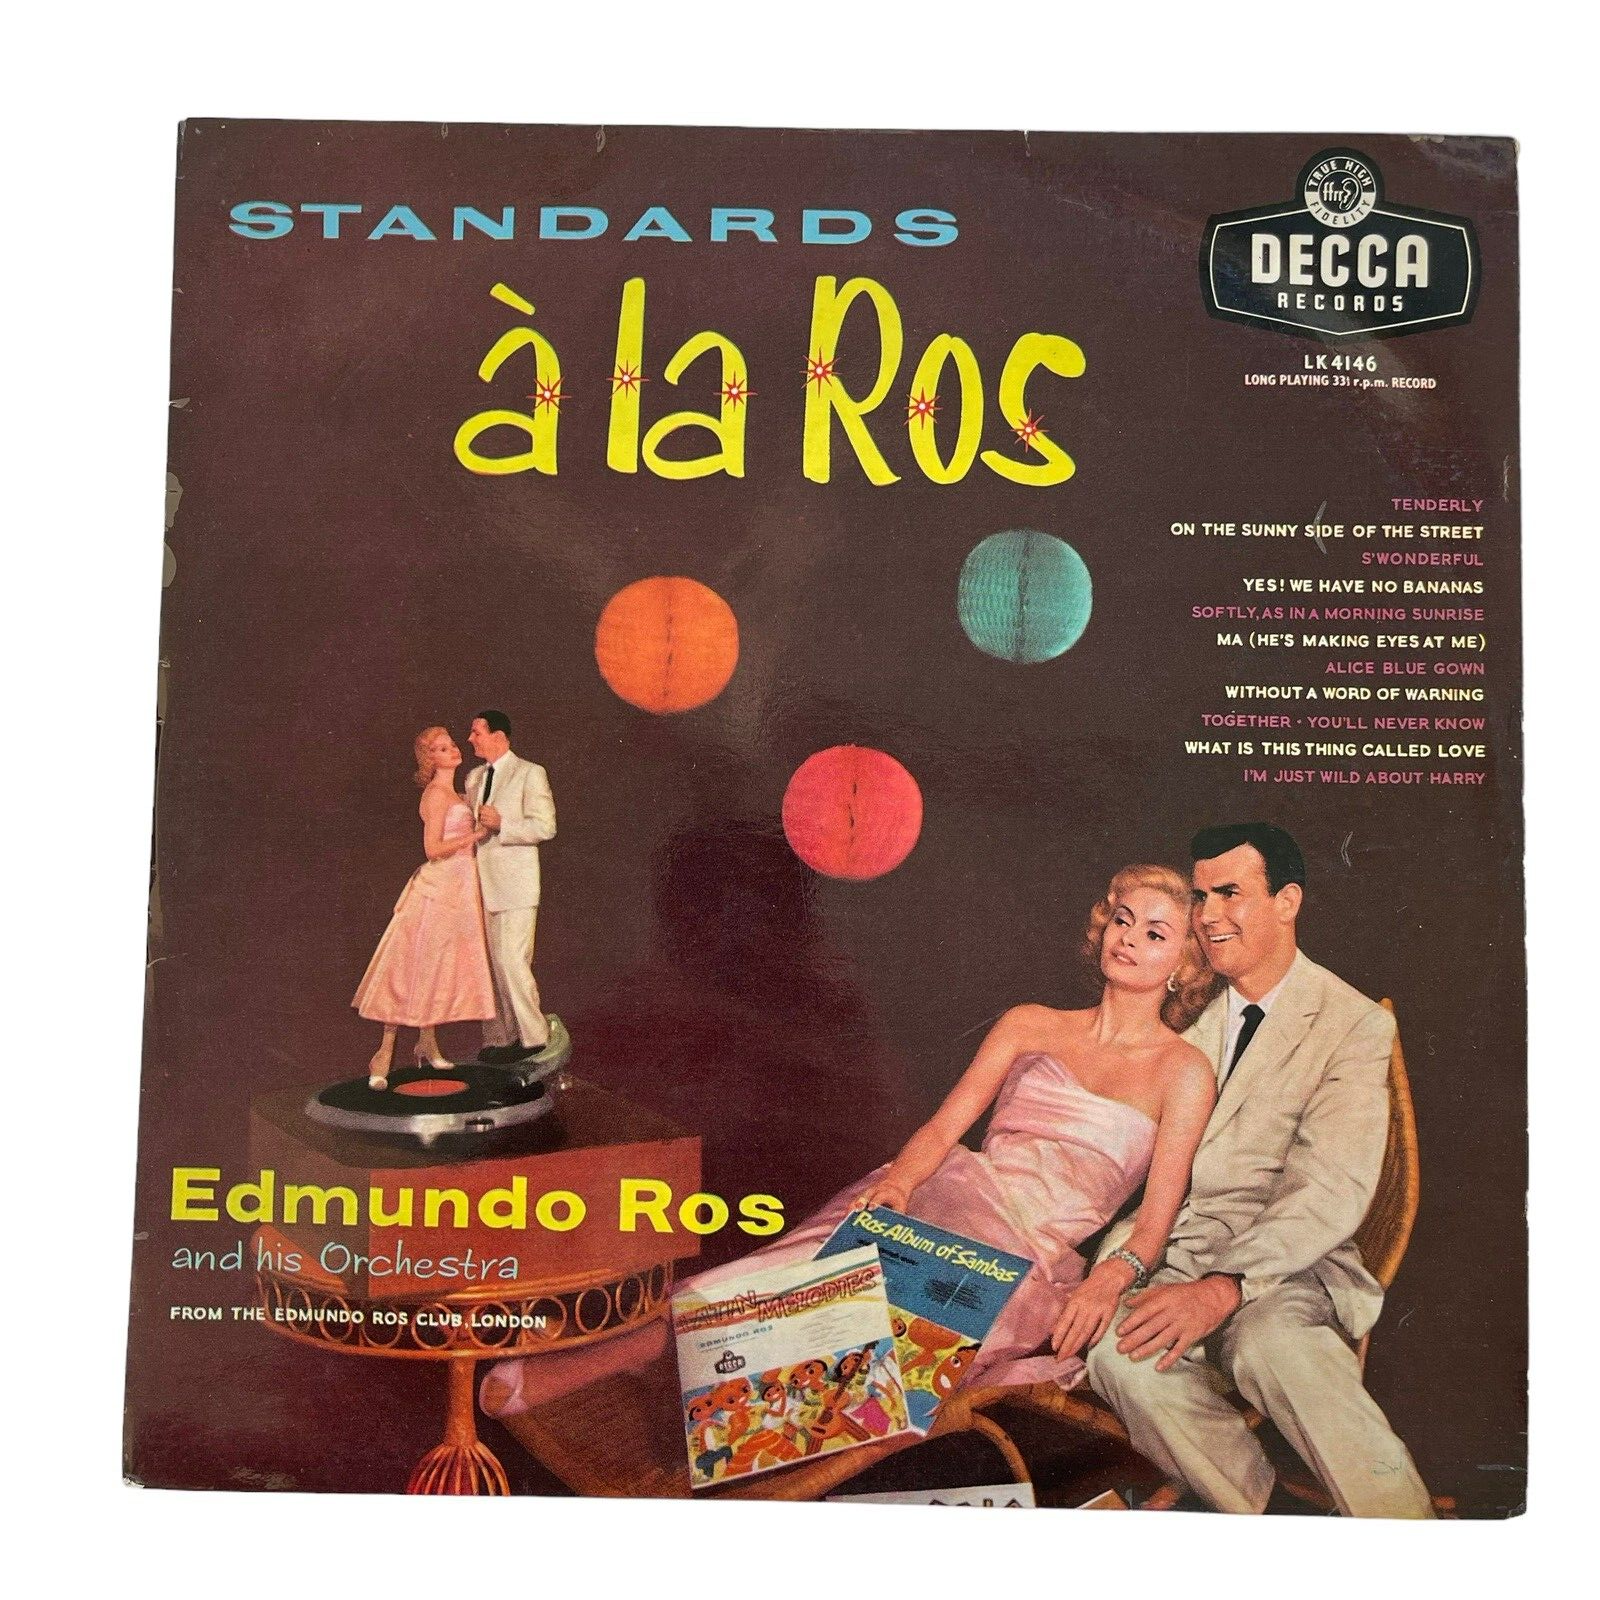 STANDARDS
à la Ros
TRUE HIGH
ffrr
FIDELITY
DECCA
RECORDS
LK 4146
LONG PLAYING 33⅓ r.p.m. RECORD
TENDERLY
ON THE SUNNY SIDE OF THE STREET
S'WONDERFUL
YES! WE HAVE NO BANANAS
SOFTLY, AS IN A MORNING SUNRISE
MA (HE'S MAKING EYES AT ME)
ALICE BLUE GOWN
WITHOUT A WORD OF WARNING
TOGETHER • YOU'LL NEVER KNOW
WHAT IS THIS THING CALLED LOVE
I'M JUST WILD ABOUT HARRY
Edmundo Ros
and his Orchestra
FROM THE EDMUNDO ROS CLUB, LONDON
Ros Album of Sambas
LATIN MELODIES
EDMUNDO ROS
DECCA